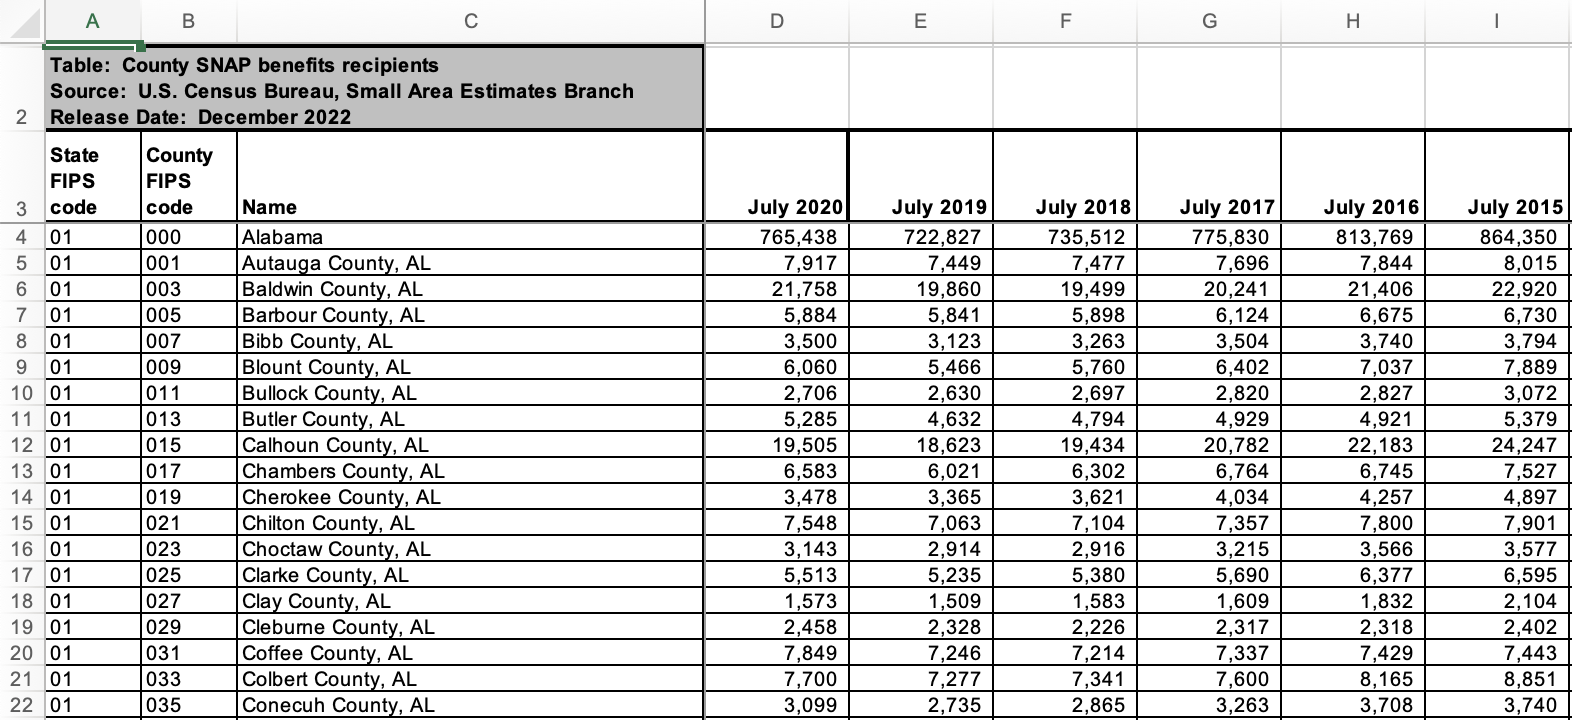 A B C D E F G H I
2 Table: County SNAP benefits recipients
Source: U.S. Census Bureau, Small Area Estimates Branch
Release Date: December 2022
3 State FIPS code County FIPS code Name July 2020 July 2019 July 2018 July 2017 July 2016 July 2015
4 01 000 Alabama 765,438 722,827 735,512 775,830 813,769 864,350
5 01 001 Autauga County, AL 7,917 7,449 7,477 7,696 7,844 8,015
6 01 003 Baldwin County, AL 21,758 19,860 19,499 20,241 21,406 22,920
7 01 005 Barbour County, AL 5,884 5,841 5,898 6,124 6,675 6,730
8 01 007 Bibb County, AL 3,500 3,123 3,263 3,504 3,740 3,794
9 01 009 Blount County, AL 6,060 5,466 5,760 6,402 7,037 7,889
10 01 011 Bullock County, AL 2,706 2,630 2,697 2,820 2,827 3,072
11 01 013 Butler County, AL 5,285 4,632 4,794 4,929 4,921 5,379
12 01 015 Calhoun County, AL 19,505 18,623 19,434 20,782 22,183 24,247
13 01 017 Chambers County, AL 6,583 6,021 6,302 6,764 6,745 7,527
14 01 019 Cherokee County, AL 3,478 3,365 3,621 4,034 4,257 4,897
15 01 021 Chilton County, AL 7,548 7,063 7,104 7,357 7,800 7,901
16 01 023 Choctaw County, AL 3,143 2,914 2,916 3,215 3,566 3,577
17 01 025 Clarke County, AL 5,513 5,235 5,380 5,690 6,377 6,595
18 01 027 Clay County, AL 1,573 1,509 1,583 1,609 1,832 2,104
19 01 029 Cleburne County, AL 2,458 2,328 2,226 2,317 2,318 2,402
20 01 031 Coffee County, AL 7,849 7,246 7,214 7,337 7,429 7,443
21 01 033 Colbert County, AL 7,700 7,277 7,341 7,600 8,165 8,851
22 01 035 Conecuh County, AL 3,099 2,735 2,865 3,263 3,708 3,740